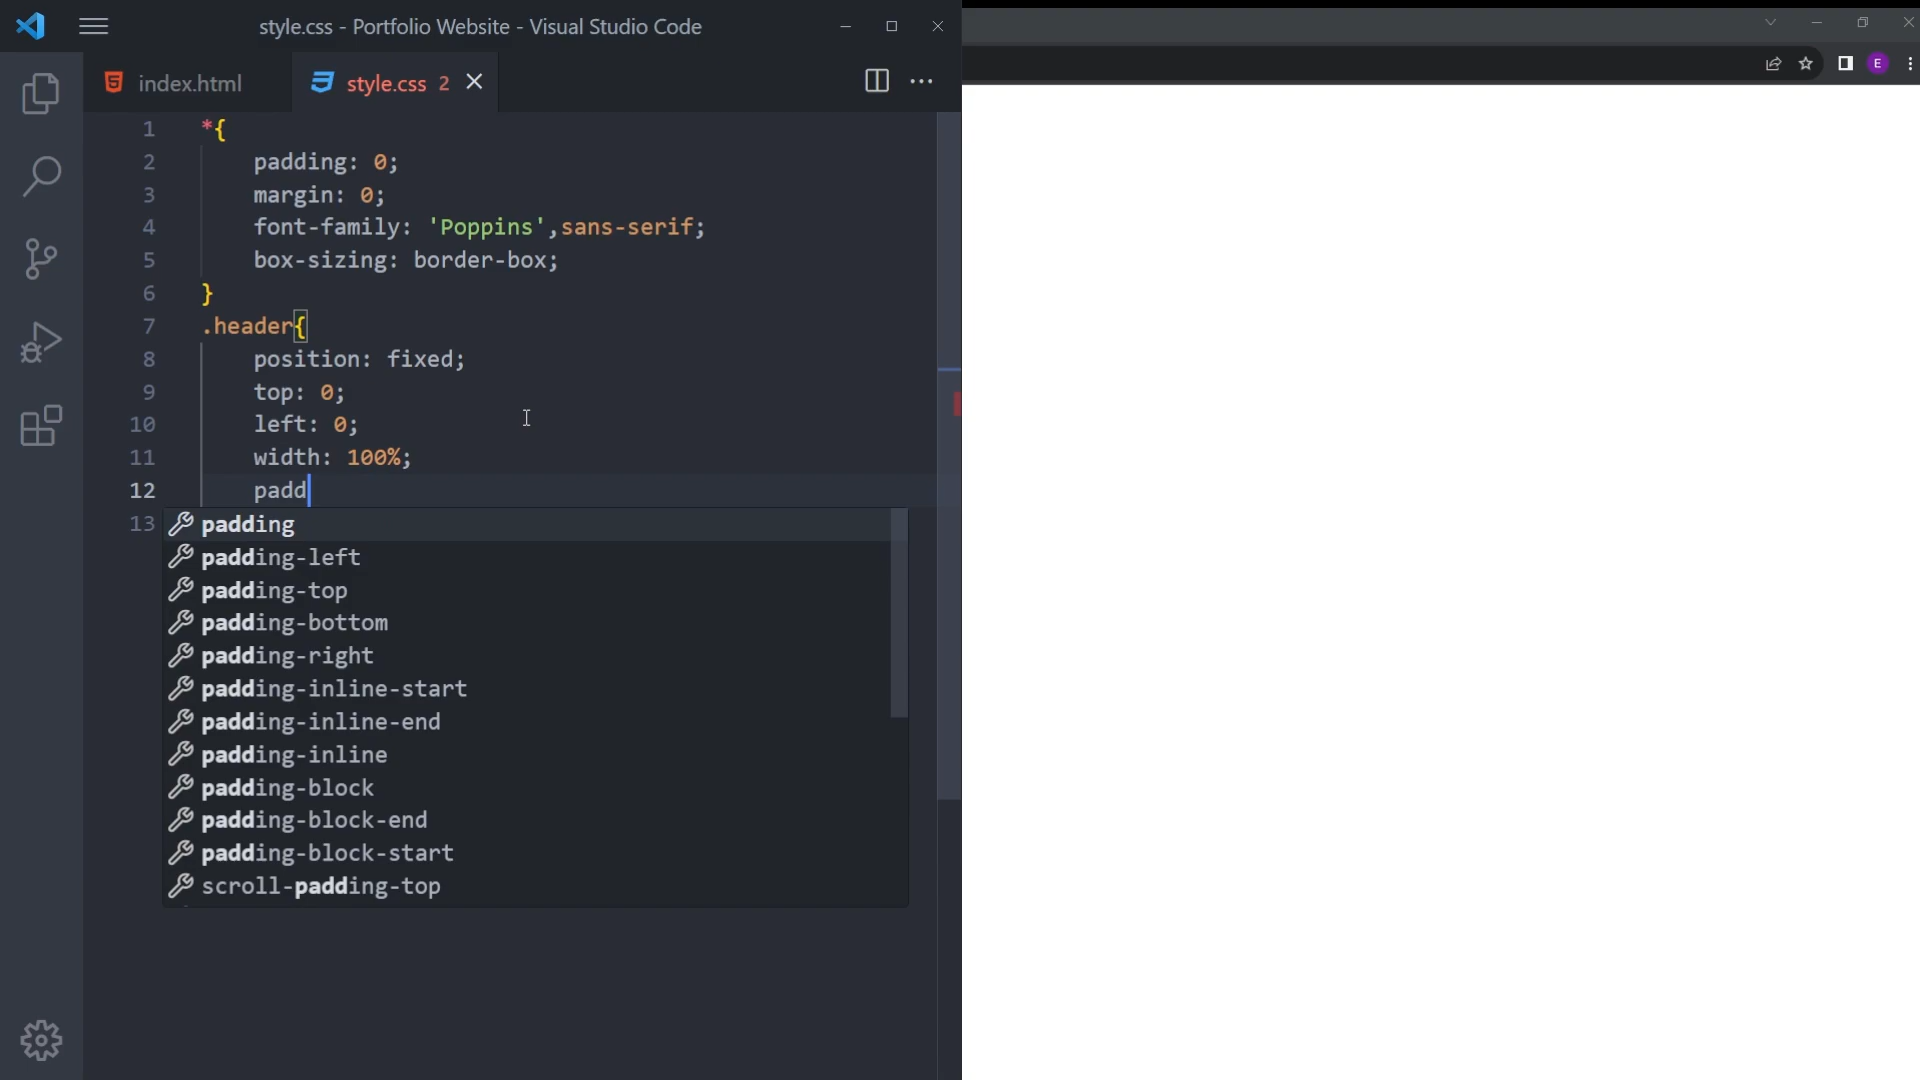 style.css - Portfolio Website - Visual Studio Code
index.html
style.css 2
E
1 *{
2 padding: 0;
3 margin: 0;
4 font-family: 'Poppins',sans-serif;
5 box-sizing: border-box;
6 }
7 .header{
8 position: fixed;
9 top: 0;
10 left: 0;
11 width: 100%;
12 padd
13
padding
padding-left
padding-top
padding-bottom
padding-right
padding-inline-start
padding-inline-end
padding-inline
padding-block
padding-block-end
padding-block-start
scroll-padding-top